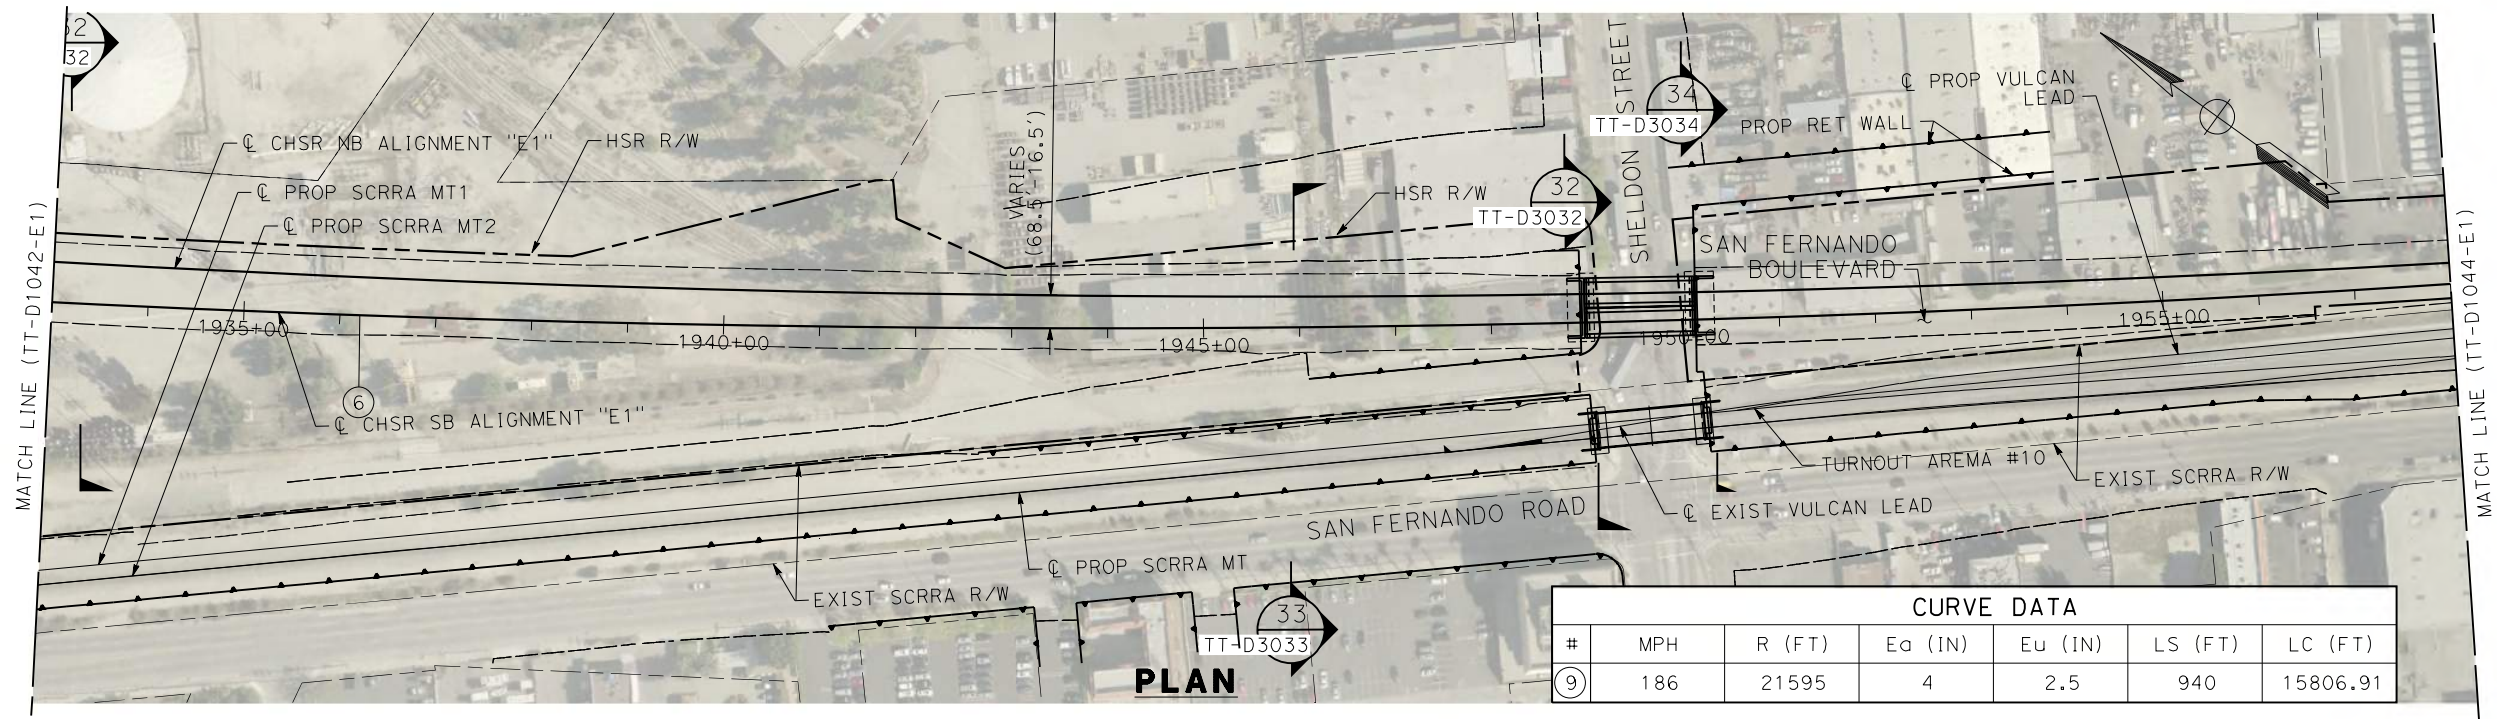 32
32
MATCH LINE (TT-D1042-E1)
℄ CHSR NB ALIGNMENT "E1"
HSR R/W
℄ PROP SCRRA MT1
℄ PROP SCRRA MT2
VARIES
(68.5'-16.5')
HSR R/W
32
TT-D3032
SHELDON STREET
34
TT-D3034
PROP RET WALL
℄ PROP VULCAN
LEAD
SAN FERNANDO
BOULEVARD
1935+00
1940+00
1945+00
1950+00
1955+00
6
℄ CHSR SB ALIGNMENT "E1"
TURNOUT AREMA #10
EXIST SCRRA R/W
℄ EXIST VULCAN LEAD
SAN FERNANDO ROAD
℄ PROP SCRRA MT
EXIST SCRRA R/W
33
TT-D3033
PLAN
MATCH LINE (TT-D1044-E1)
CURVE DATA
# MPH R (FT) Ea (IN) Eu (IN) LS (FT) LC (FT)
9 186 21595 4 2.5 940 15806.91